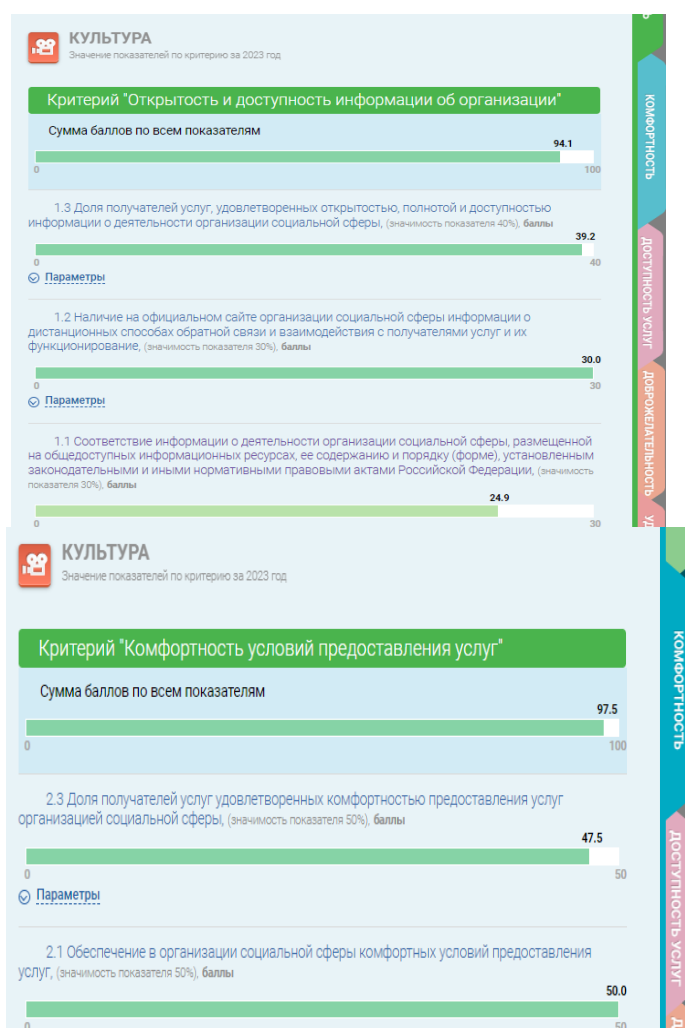 КУЛЬТУРА
Значение показателей по критерию за 2023 год
Критерий "Открытость и доступность информации об организации"
Сумма баллов по всем показателям
94.1
0
100
1.3 Доля получателей услуг, удовлетворенных открытостью, полнотой и доступностью
информации о деятельности организации социальной сферы, (значимость показателя 40%), баллы
39.2
0
40
Параметры
1.2 Наличие на официальном сайте организации социальной сферы информации о
дистанционных способах обратной связи и взаимодействия с получателями услуг и их
функционирование, (значимость показателя 30%), баллы
30.0
0
30
Параметры
1.1 Соответствие информации о деятельности организации социальной сферы, размещенной
на общедоступных информационных ресурсах, ее содержанию и порядку (форме), установленным
законодательными и иными нормативными правовыми актами Российской Федерации, (значимость
показателя 30%), баллы
24.9
0
30
КОМФОРТНОСТЬ
ДОСТУПНОСТЬ УСЛУГ
ДОБРОЖЕЛАТЕЛЬНОСТЬ
КУЛЬТУРА
Значение показателей по критерию за 2023 год
Критерий "Комфортность условий предоставления услуг"
Сумма баллов по всем показателям
97.5
0
100
2.3 Доля получателей услуг удовлетворенных комфортностью предоставления услуг
организацией социальной сферы, (значимость показателя 50%), баллы
47.5
0
50
Параметры
2.1 Обеспечение в организации социальной сферы комфортных условий предоставления
услуг, (значимость показателя 50%), баллы
50.0
0
50
КОМФОРТНОСТЬ
ДОСТУПНОСТЬ УСЛУГ